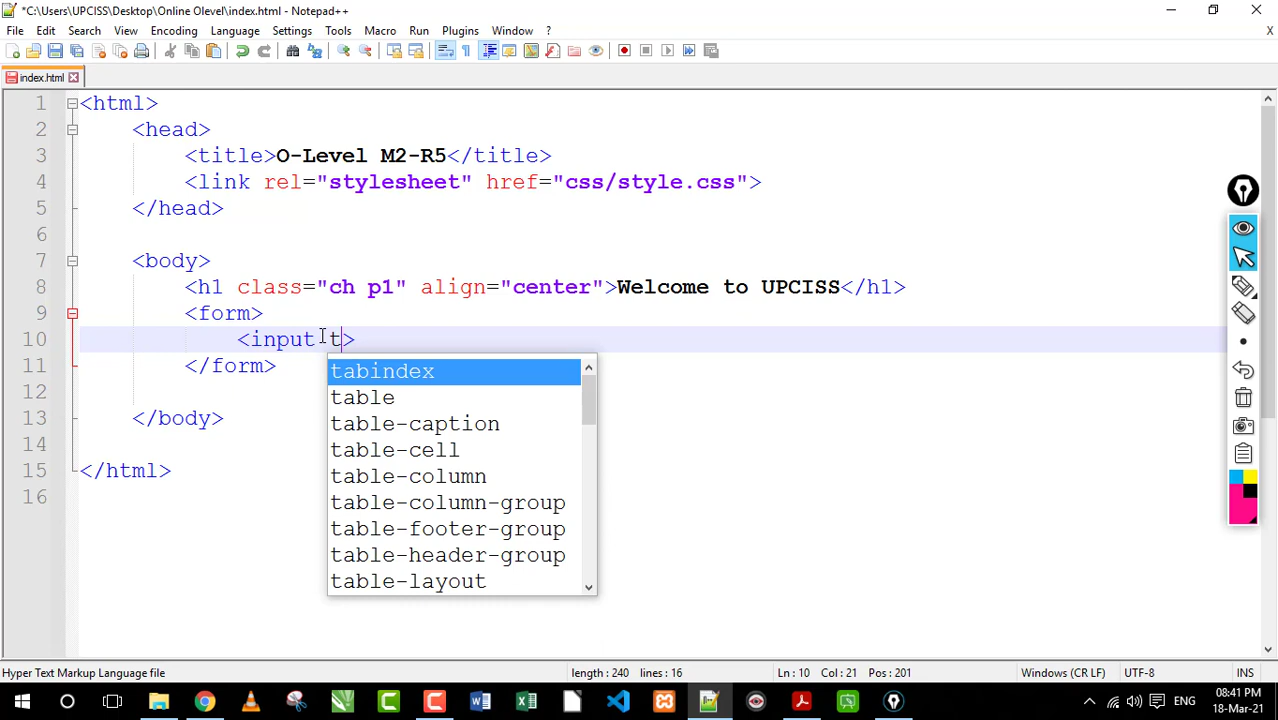 *C:\Users\UPCISS\Desktop\Online Olevel\index.html - Notepad++
File Edit Search View Encoding Language Settings Tools Macro Run Plugins Window ? X
index.html
1 <html>
2 <head>
3 <title>O-Level M2-R5</title>
4 <link rel="stylesheet" href="css/style.css">
5 </head>
6
7 <body>
8 <h1 class="ch p1" align="center">Welcome to UPCISS</h1>
9 <form>
10 <input t>
11 </form>
tabindex
12
table
13 </body>
table-caption
14
table-cell
15 </html>
table-column
16
table-column-group
table-footer-group
table-header-group
table-layout
Hyper Text Markup Language file length : 240 lines : 16 Ln : 10 Col : 21 Pos : 201 Windows (CR LF) UTF-8 INS
ENG 08:41 PM
18-Mar-21